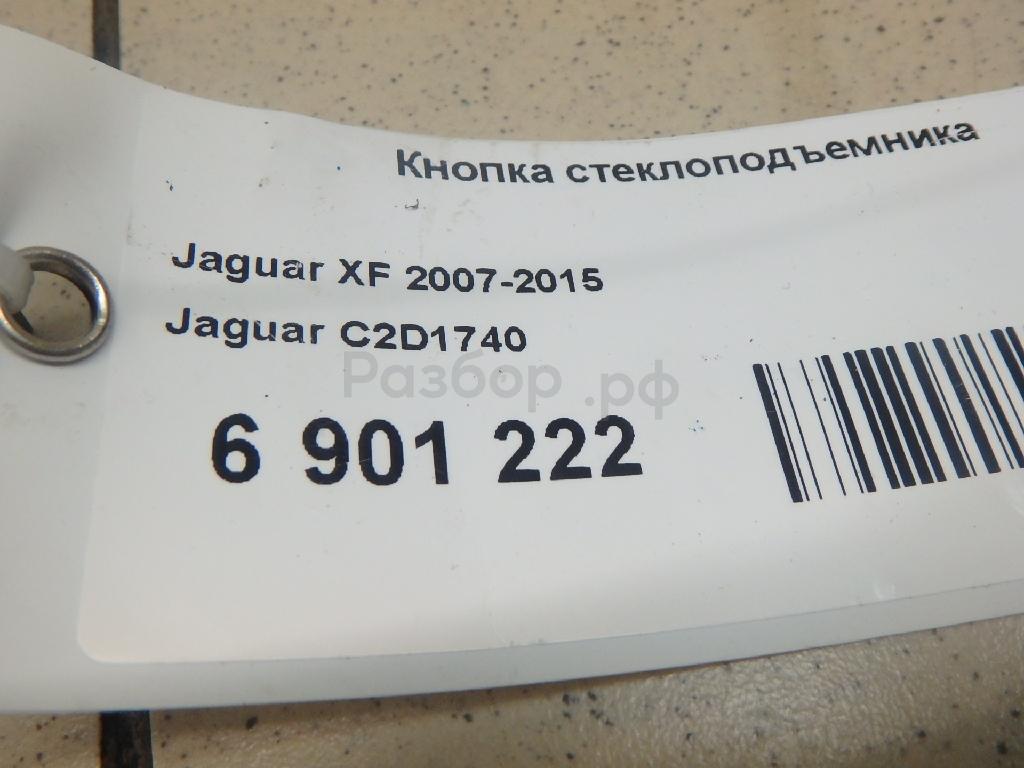 Кнопка стеклоподъемника
Jaguar XF 2007-2015
Jaguar C2D1740
Разбор.рф
6 901 222